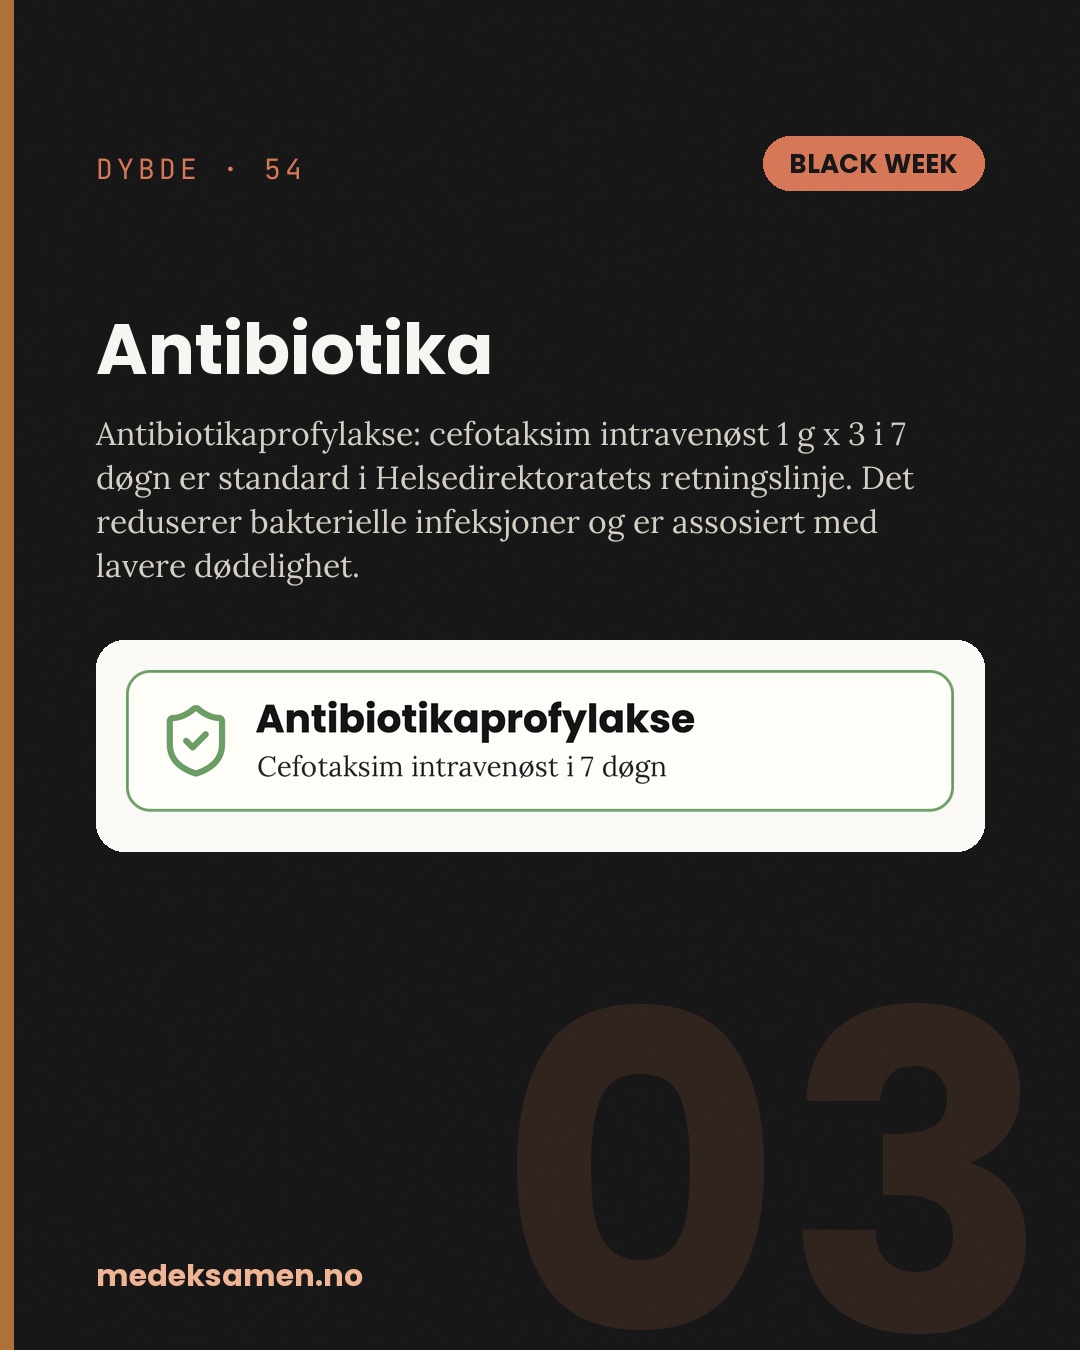 DYBDE · 54
BLACK WEEK
Antibiotika
Antibiotikaprofylakse: cefotaksim intravenøst 1 g x 3 i 7
døgn er standard i Helsedirektoratets retningslinje. Det
reduserer bakterielle infeksjoner og er assosiert med
lavere dødelighet.
Antibiotikaprofylakse
Cefotaksim intravenøst i 7 døgn
03
medeksamen.no